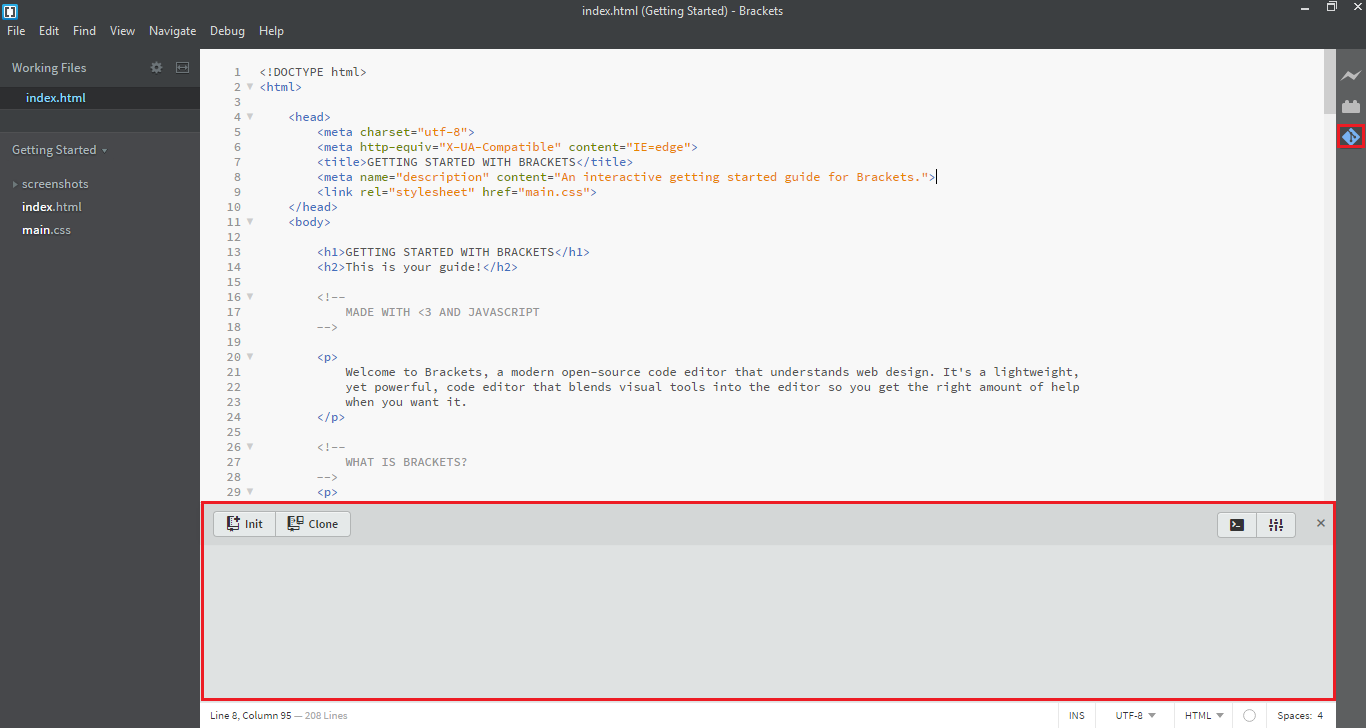 index.html (Getting Started) - Brackets
File Edit Find View Navigate Debug Help
Working Files
index.html
Getting Started
screenshots
index.html
main.css
1 <!DOCTYPE html>
2 <html>
3
4 <head>
5 <meta charset="utf-8">
6 <meta http-equiv="X-UA-Compatible" content="IE=edge">
7 <title>GETTING STARTED WITH BRACKETS</title>
8 <meta name="description" content="An interactive getting started guide for Brackets.">
9 <link rel="stylesheet" href="main.css">
10 </head>
11 <body>
12
13 <h1>GETTING STARTED WITH BRACKETS</h1>
14 <h2>This is your guide!</h2>
15
16 <!--
17 MADE WITH <3 AND JAVASCRIPT
18 -->
19
20 <p>
21 Welcome to Brackets, a modern open-source code editor that understands web design. It's a lightweight,
22 yet powerful, code editor that blends visual tools into the editor so you get the right amount of help
23 when you want it.
24 </p>
25
26 <!--
27 WHAT IS BRACKETS?
28 -->
29 <p>
Init Clone
Line 8, Column 95 — 208 Lines INS UTF-8 HTML Spaces: 4